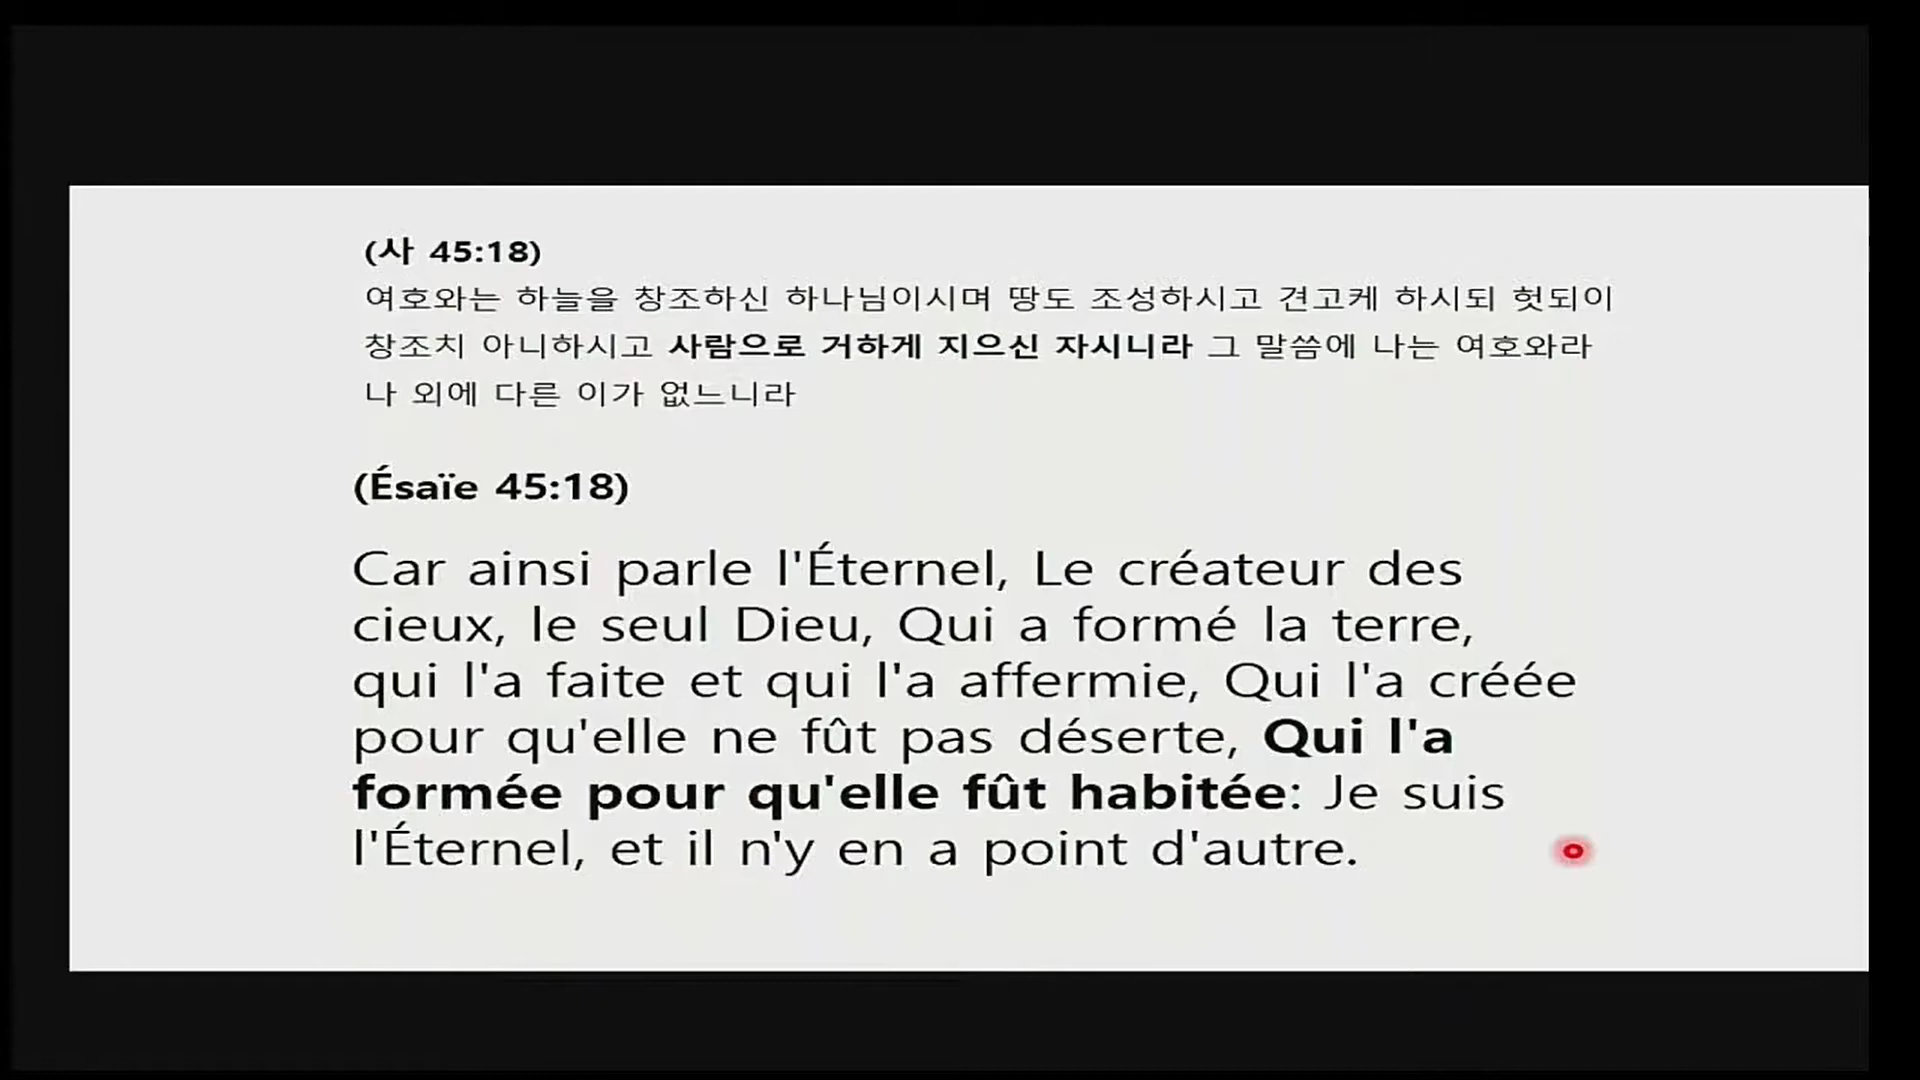 (사 45:18)
여호와는 하늘을 창조하신 하나님이시며 땅도 조성하시고 견고케 하시되 헛되이
창조치 아니하시고 사람으로 거하게 지으신 자시니라 그 말씀에 나는 여호와라
나 외에 다른 이가 없느니라
(Ésaïe 45:18)
Car ainsi parle l'Éternel, Le créateur des
cieux, le seul Dieu, Qui a formé la terre,
qui l'a faite et qui l'a affermie, Qui l'a créée
pour qu'elle ne fût pas déserte, Qui l'a
formée pour qu'elle fût habitée: Je suis
l'Éternel, et il n'y en a point d'autre.